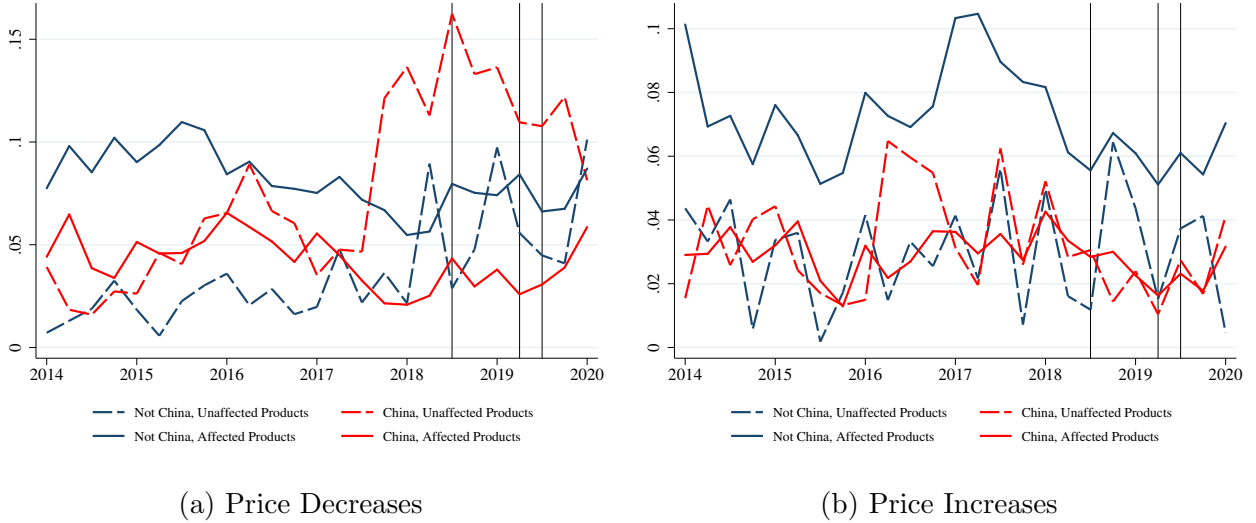 .15
.1
.05
0
2014 2015 2016 2017 2018 2019 2020
Not China, Unaffected Products China, Unaffected Products
Not China, Affected Products China, Affected Products
(a) Price Decreases
.1
.08
.06
.04
.02
0
2014 2015 2016 2017 2018 2019 2020
Not China, Unaffected Products China, Unaffected Products
Not China, Affected Products China, Affected Products
(b) Price Increases